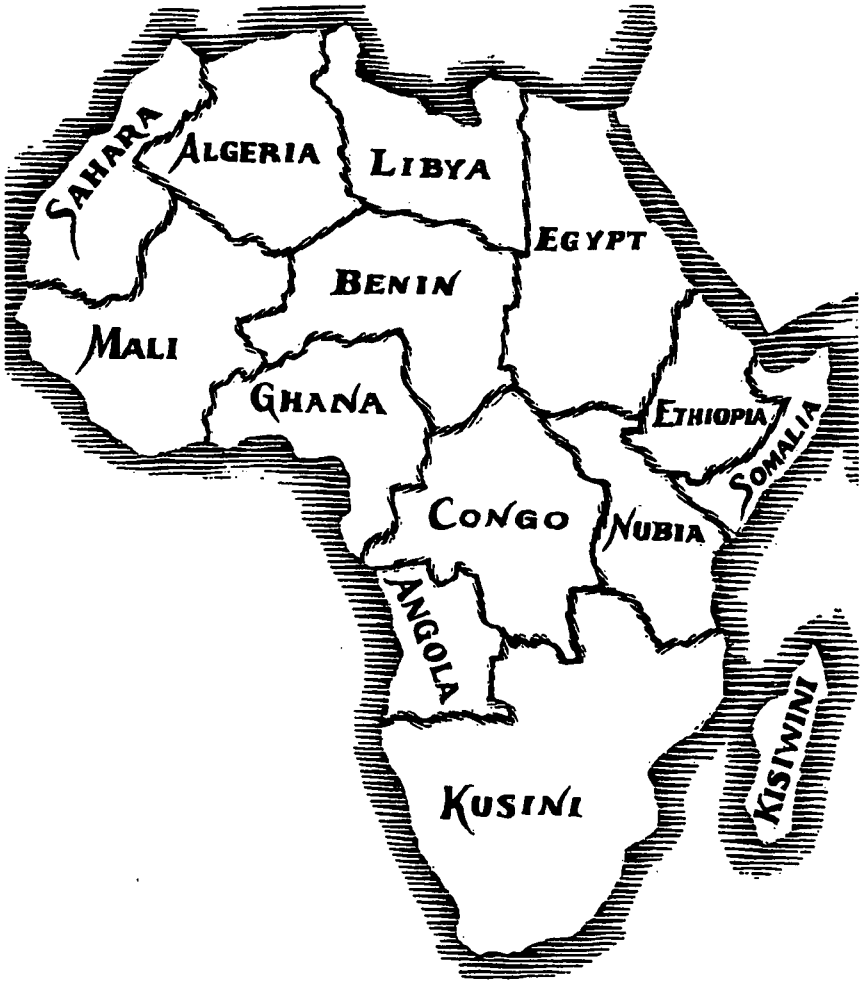 SAHARA
ALGERIA
LIBYA
EGYPT
BENIN
MALI
GHANA
ETHIOPIA
SOMALIA
CONGO
NUBIA
ANGOLA
KISIWINI
KUSINI